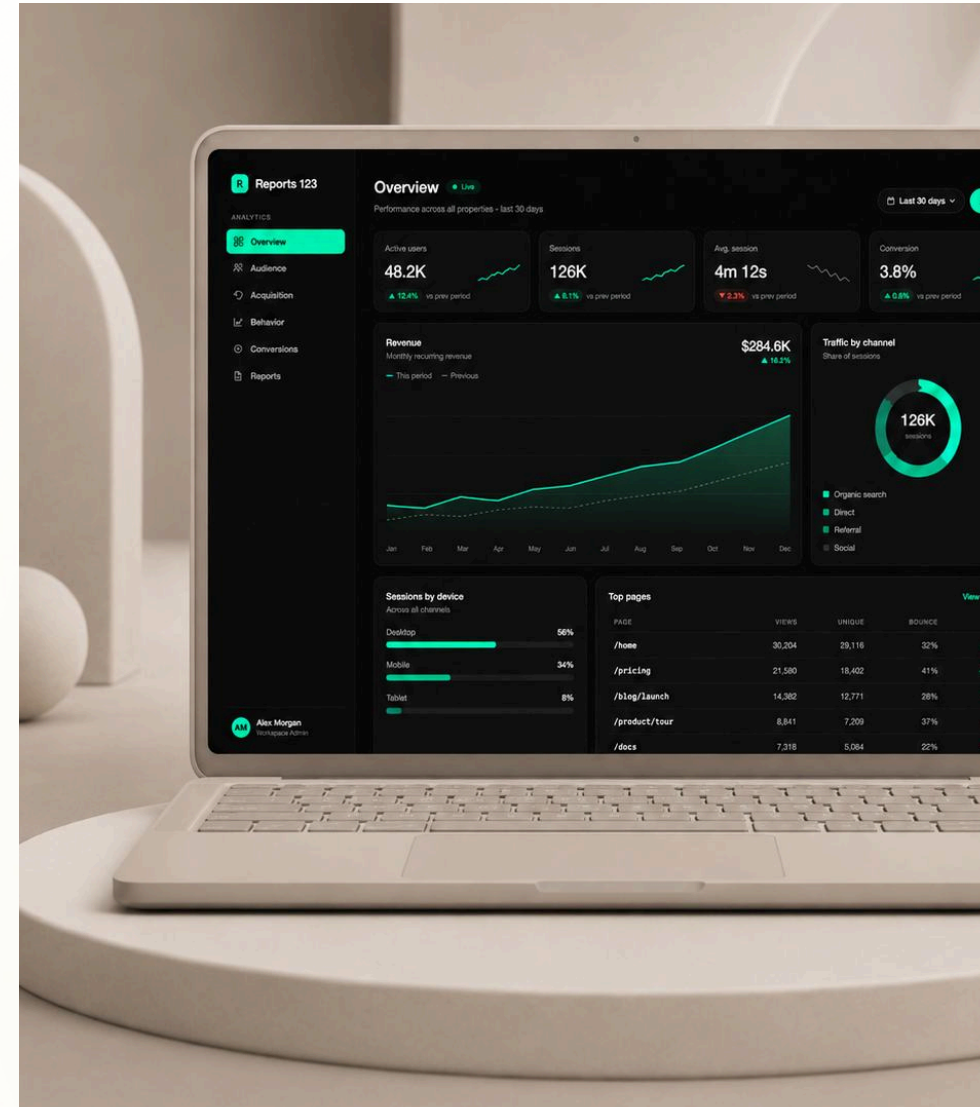 R Reports 123
ANALYTICS
Overview
Audience
Acquisition
Behavior
Conversions
Reports
AM Alex Morgan
Workspace Admin
Overview Live
Performance across all properties - last 30 days
Last 30 days
Active users
48.2K
▲ 12.4% vs prev period
Sessions
126K
▲ 8.1% vs prev period
Avg. session
4m 12s
▼ 2.3% vs prev period
Conversion
3.8%
▲ 0.6% vs prev period
Revenue
Monthly recurring revenue
This period Previous
$284.6K
▲ 16.2%
Jan Feb Mar Apr May Jun Jul Aug Sep Oct Nov Dec
Traffic by channel
Share of sessions
126K
sessions
Organic search
Direct
Referral
Social
Sessions by device
Across all channels
Desktop 56%
Mobile 34%
Tablet 8%
Top pages View
PAGE VIEWS UNIQUE BOUNCE
/home 30,204 29,116 32%
/pricing 21,580 18,402 41%
/blog/launch 14,382 12,771 28%
/product/tour 8,841 7,209 37%
/docs 7,318 5,084 22%